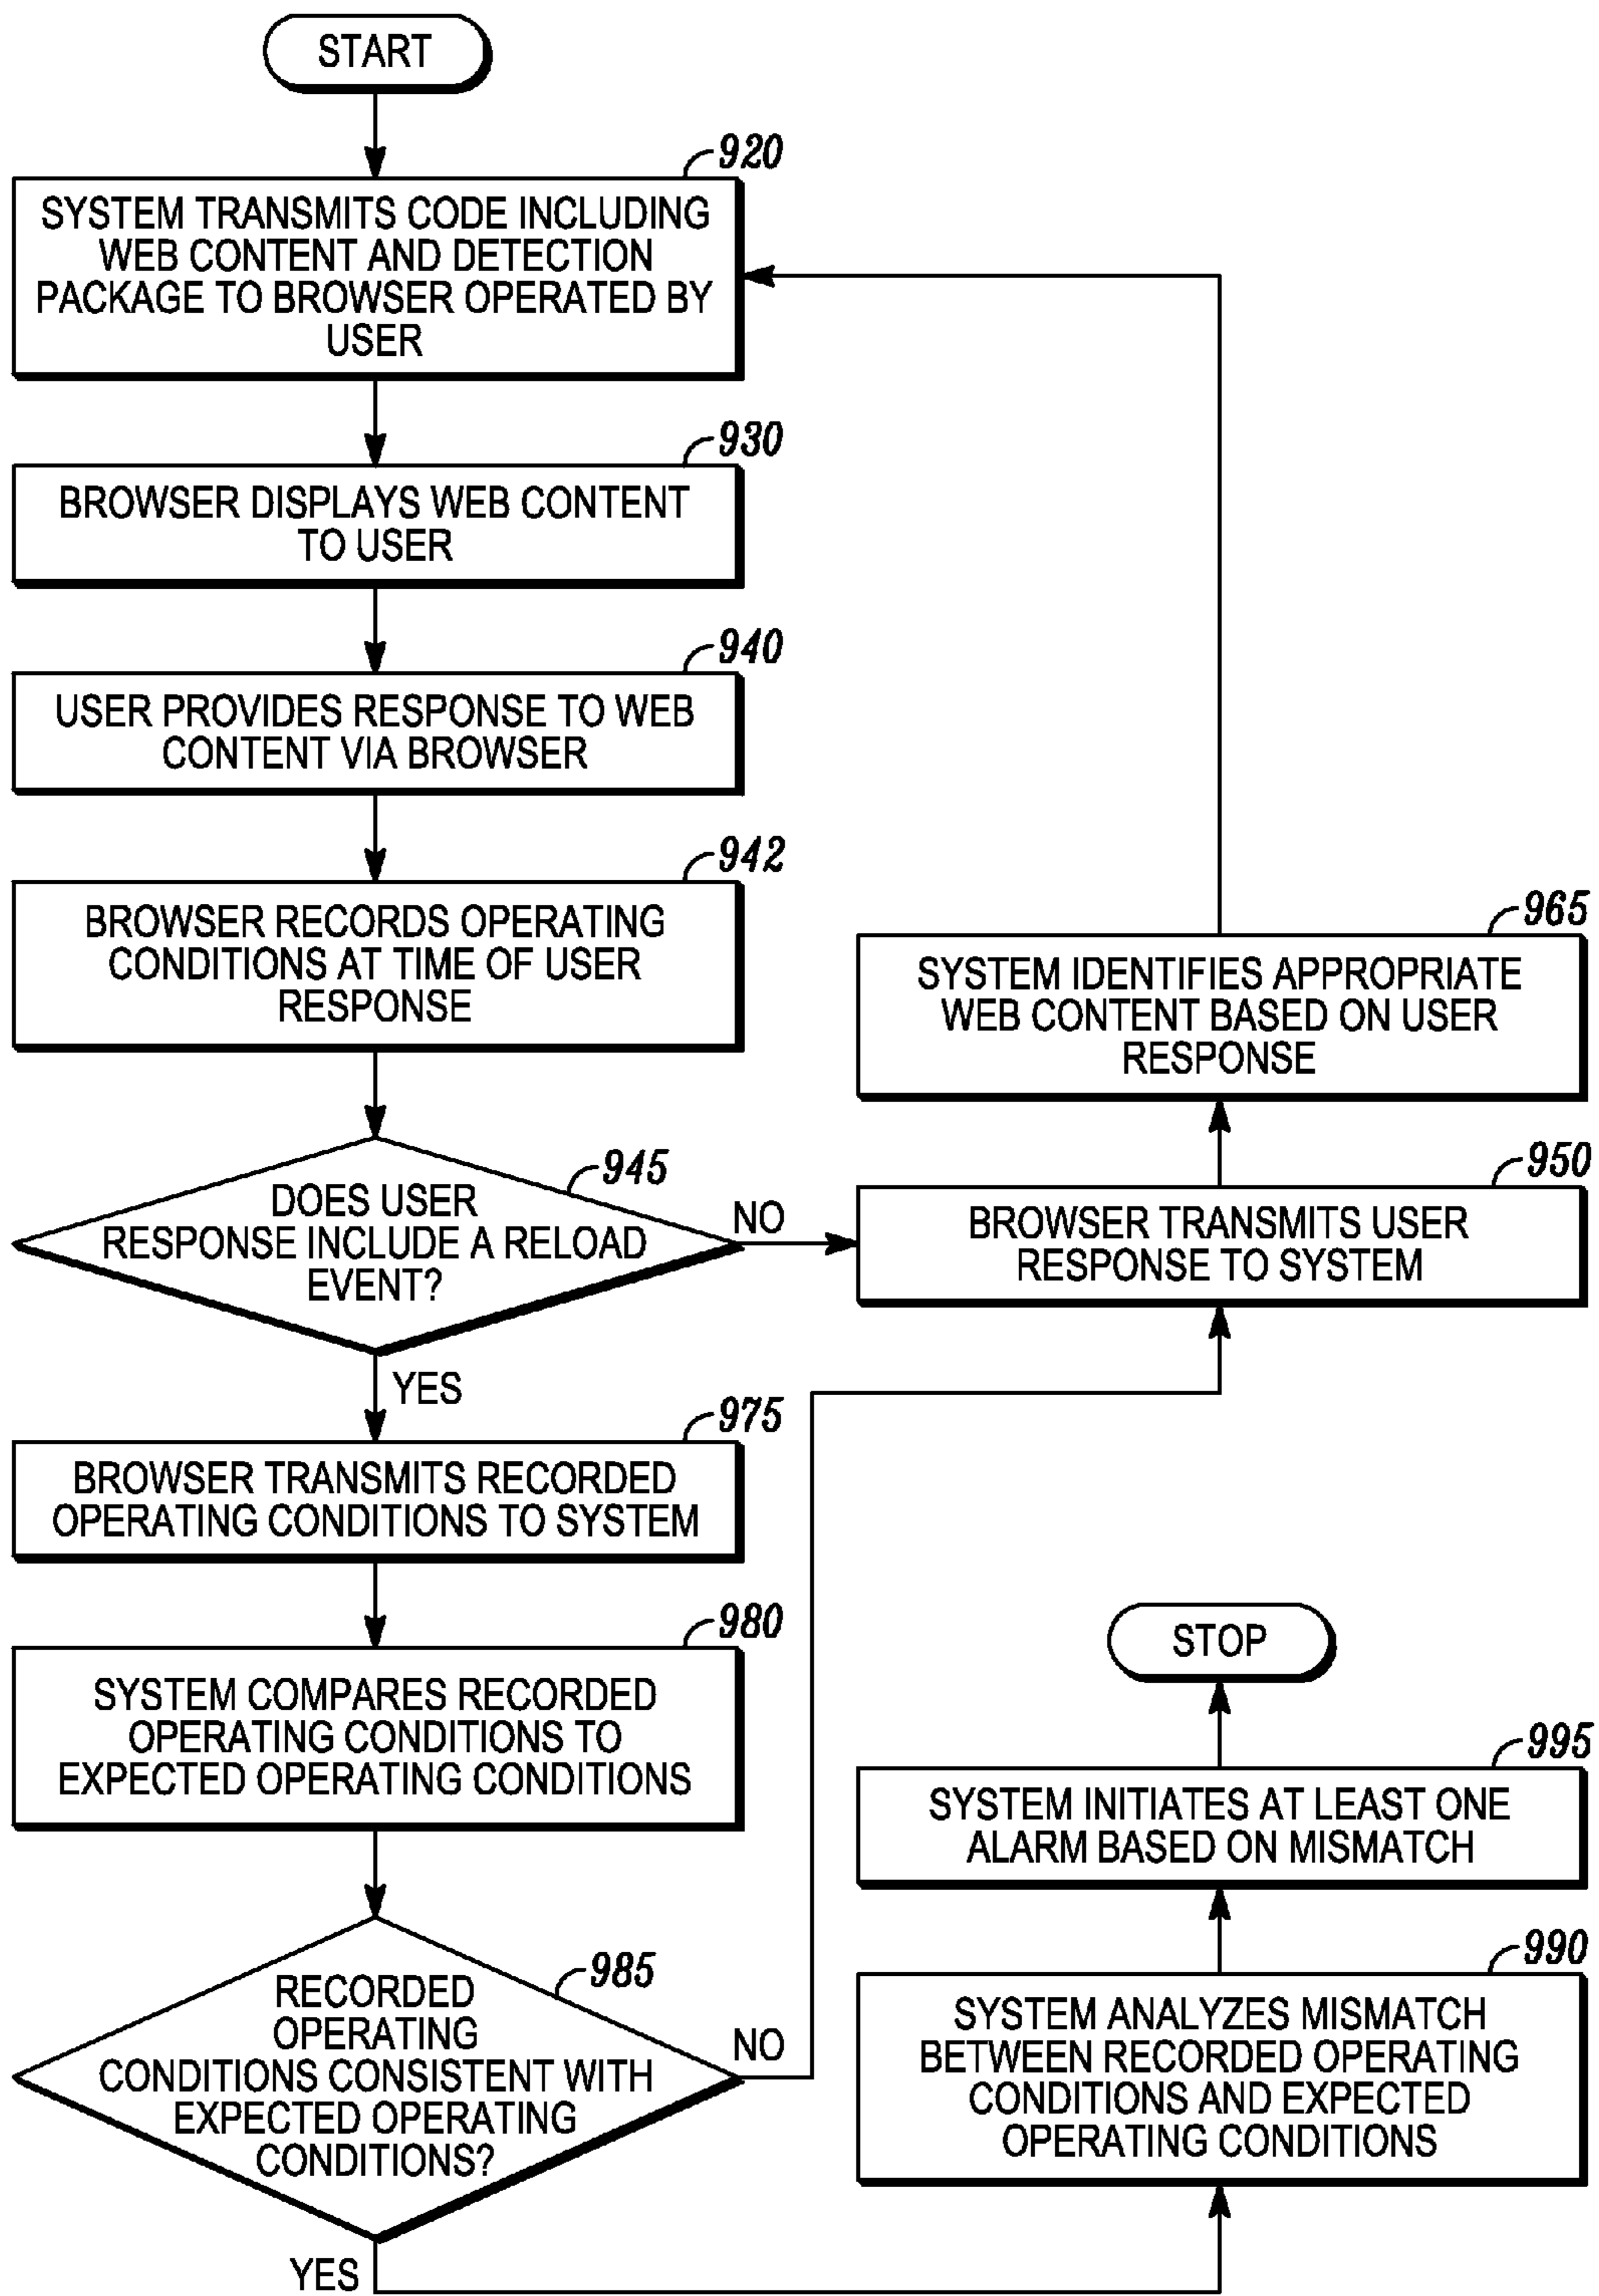 START
920
SYSTEM TRANSMITS CODE INCLUDING
WEB CONTENT AND DETECTION
PACKAGE TO BROWSER OPERATED BY
USER
930
BROWSER DISPLAYS WEB CONTENT
TO USER
940
USER PROVIDES RESPONSE TO WEB
CONTENT VIA BROWSER
942
BROWSER RECORDS OPERATING
CONDITIONS AT TIME OF USER
RESPONSE
945
DOES USER
RESPONSE INCLUDE A RELOAD
EVENT?
NO
YES
965
SYSTEM IDENTIFIES APPROPRIATE
WEB CONTENT BASED ON USER
RESPONSE
950
BROWSER TRANSMITS USER
RESPONSE TO SYSTEM
975
BROWSER TRANSMITS RECORDED
OPERATING CONDITIONS TO SYSTEM
980
SYSTEM COMPARES RECORDED
OPERATING CONDITIONS TO
EXPECTED OPERATING CONDITIONS
985
RECORDED
OPERATING
CONDITIONS CONSISTENT WITH
EXPECTED OPERATING
CONDITIONS?
NO
YES
STOP
995
SYSTEM INITIATES AT LEAST ONE
ALARM BASED ON MISMATCH
990
SYSTEM ANALYZES MISMATCH
BETWEEN RECORDED OPERATING
CONDITIONS AND EXPECTED
OPERATING CONDITIONS